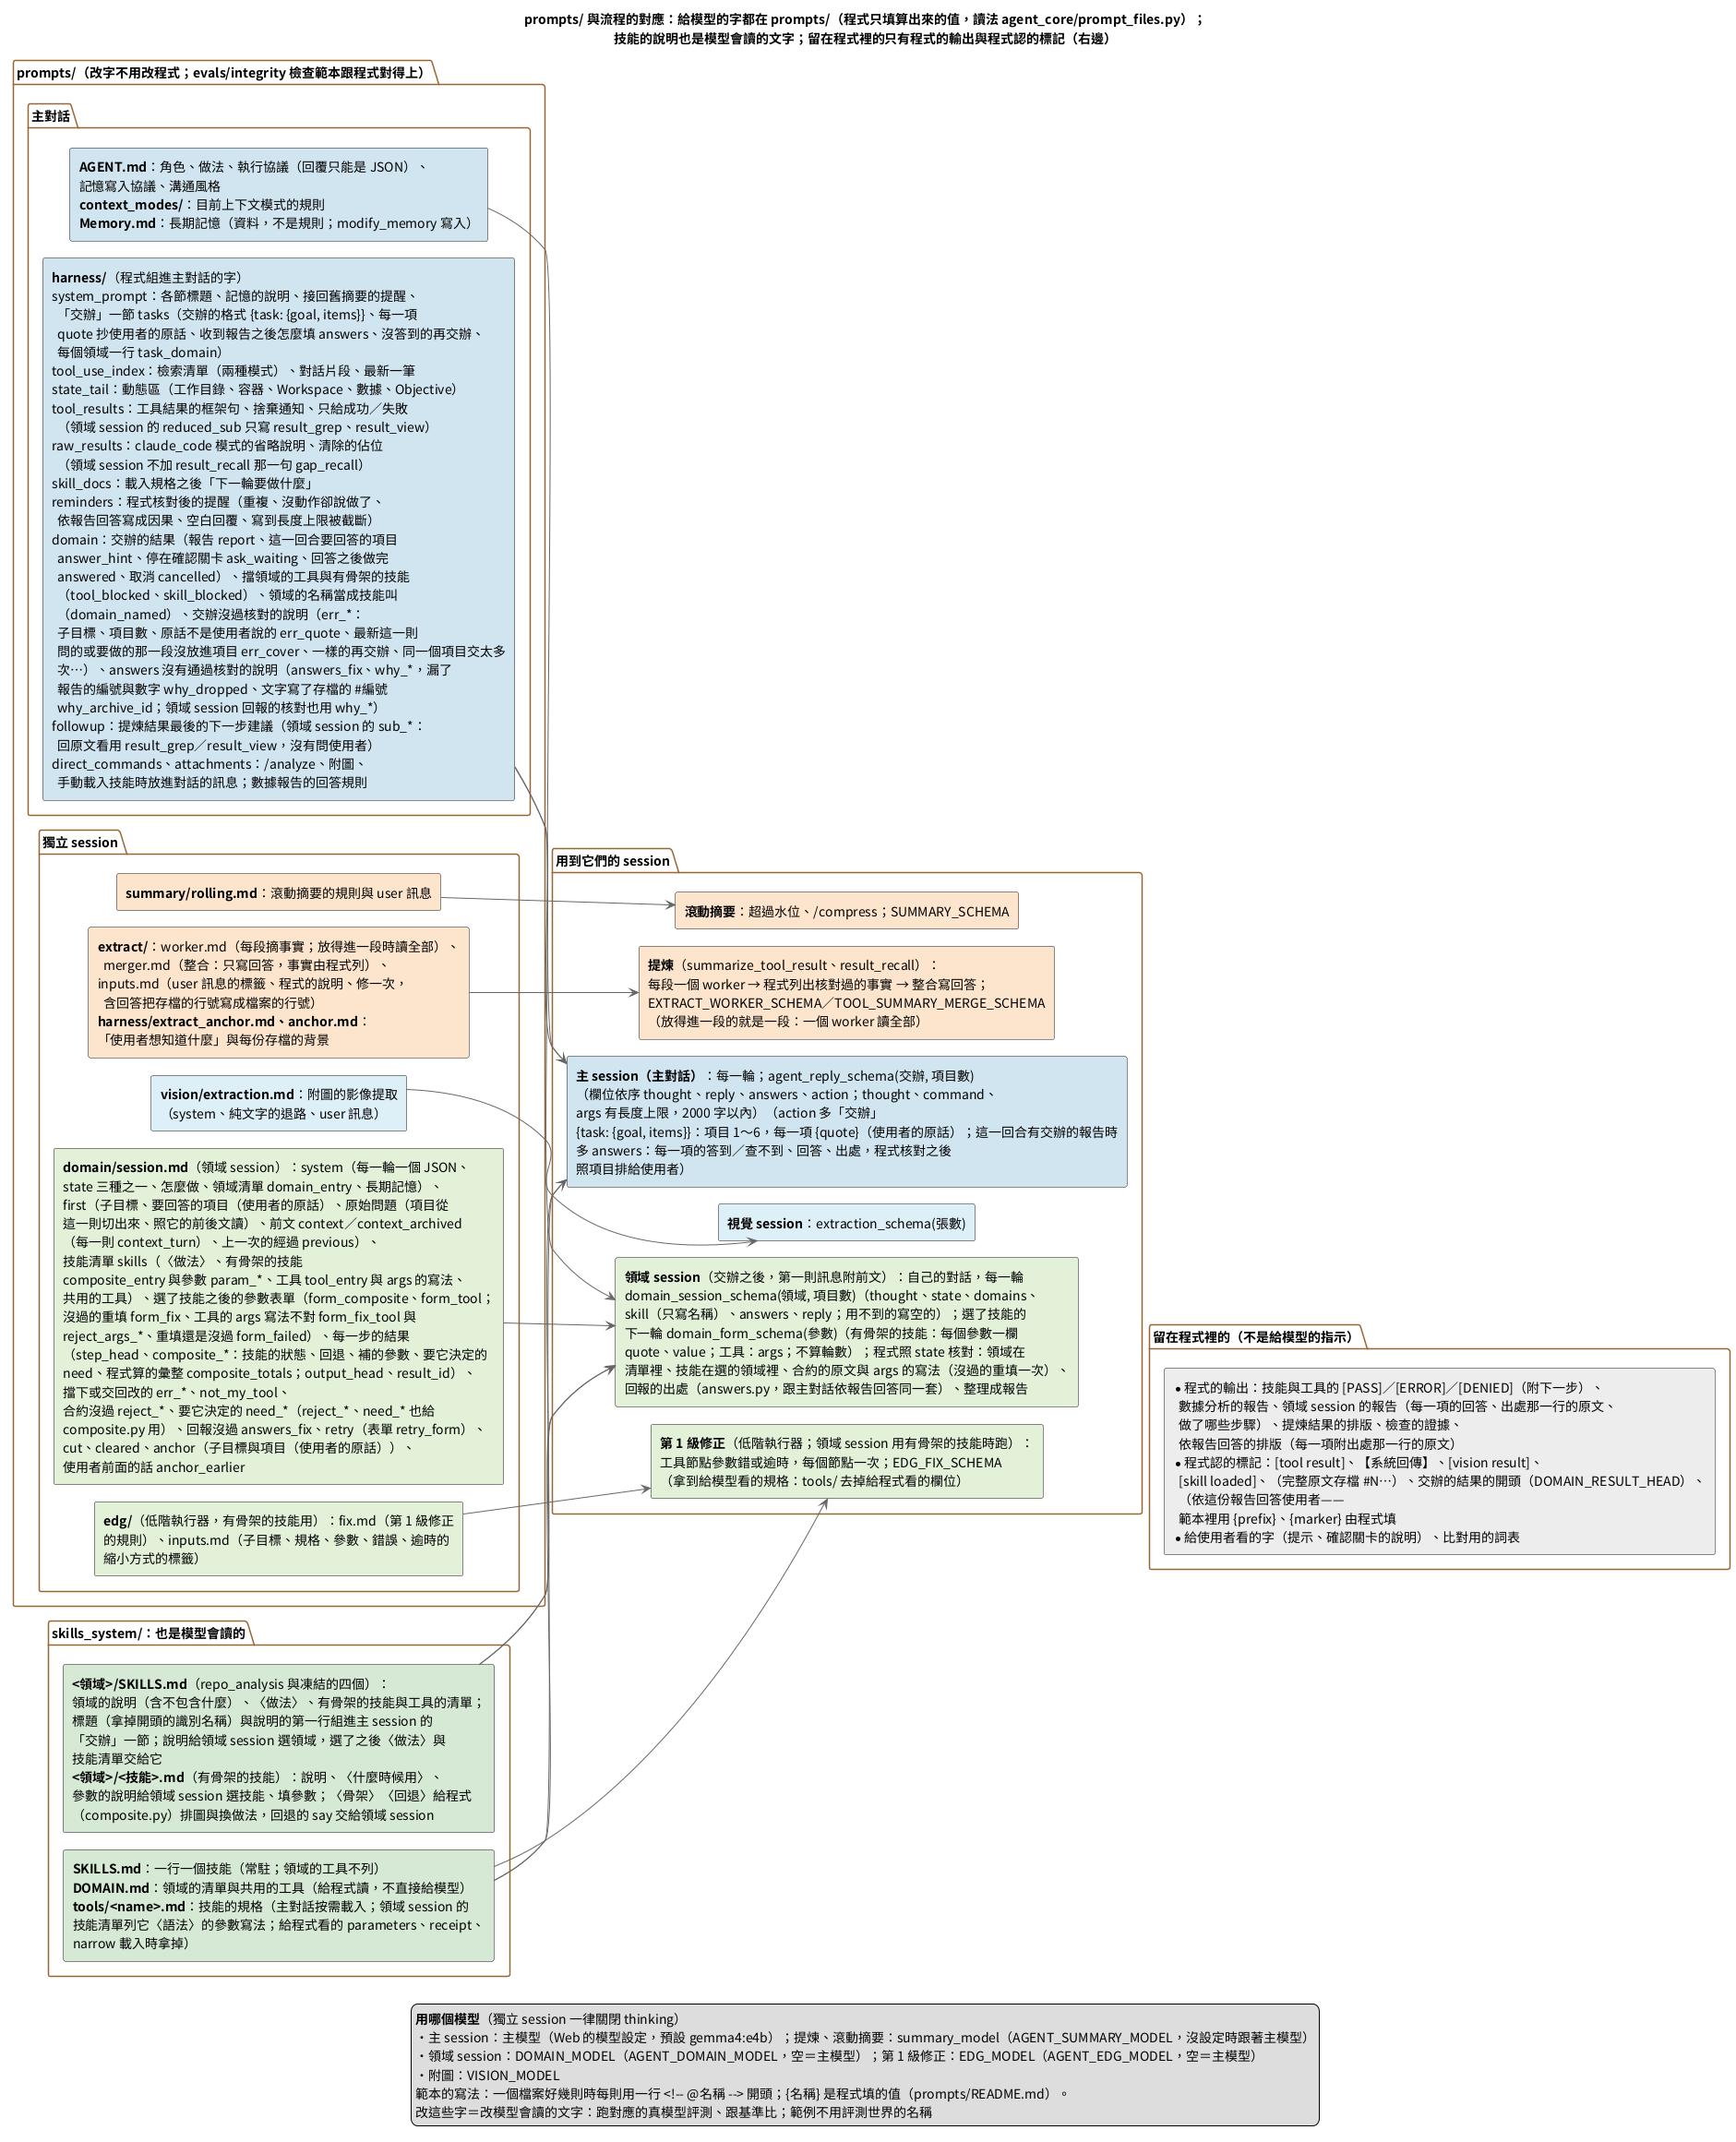 prompts/ 與流程的對應：給模型的字都在 prompts/（程式只填算出來的值，讀法 agent_core/prompt_files.py）；
技能的說明也是模型會讀的文字；留在程式裡的只有程式的輸出與程式認的標記（右邊）
prompts/（改字不用改程式；evals/integrity 檢查範本跟程式對得上）
主對話
AGENT.md：角色、做法、執行協議（回覆只能是 JSON）、
記憶寫入協議、溝通風格
context_modes/：目前上下文模式的規則
Memory.md：長期記憶（資料，不是規則；modify_memory 寫入）
harness/（程式組進主對話的字）
system_prompt：各節標題、記憶的說明、接回舊摘要的提醒、
「交辦」一節 tasks（交辦的格式 {task: {goal, items}}、每一項
quote 抄使用者的原話、收到報告之後怎麼填 answers、沒答到的再交辦、
每個領域一行 task_domain）
tool_use_index：檢索清單（兩種模式）、對話片段、最新一筆
state_tail：動態區（工作目錄、容器、Workspace、數據、Objective）
tool_results：工具結果的框架句、捨棄通知、只給成功／失敗
（領域 session 的 reduced_sub 只寫 result_grep、result_view）
raw_results：claude_code 模式的省略說明、清除的佔位
（領域 session 不加 result_recall 那一句 gap_recall）
skill_docs：載入規格之後「下一輪要做什麼」
reminders：程式核對後的提醒（重複、沒動作卻說做了、
依報告回答寫成因果、空白回覆、寫到長度上限被截斷）
domain：交辦的結果（報告 report、這一回合要回答的項目
answer_hint、停在確認關卡 ask_waiting、回答之後做完
answered、取消 cancelled）、擋領域的工具與有骨架的技能
（tool_blocked、skill_blocked）、領域的名稱當成技能叫
（domain_named）、交辦沒過核對的說明（err_*：
子目標、項目數、原話不是使用者說的 err_quote、最新這一則
問的或要做的那一段沒放進項目 err_cover、一樣的再交辦、同一個項目交太多
次…）、answers 沒有通過核對的說明（answers_fix、why_*，漏了
報告的編號與數字 why_dropped、文字寫了存檔的 #編號
why_archive_id；領域 session 回報的核對也用 why_*）
followup：提煉結果最後的下一步建議（領域 session 的 sub_*：
回原文看用 result_grep／result_view，沒有問使用者）
direct_commands、attachments：/analyze、附圖、
手動載入技能時放進對話的訊息；數據報告的回答規則
獨立 session
summary/rolling.md：滾動摘要的規則與 user 訊息
extract/：worker.md（每段摘事實；放得進一段時讀全部）、
merger.md（整合：只寫回答，事實由程式列）、
inputs.md（user 訊息的標籤、程式的說明、修一次，
含回答把存檔的行號寫成檔案的行號）
harness/extract_anchor.md、anchor.md：
「使用者想知道什麼」與每份存檔的背景
vision/extraction.md：附圖的影像提取
（system、純文字的退路、user 訊息）
domain/session.md（領域 session）：system（每一輪一個 JSON、
state 三種之一、怎麼做、領域清單 domain_entry、長期記憶）、
first（子目標、要回答的項目（使用者的原話）、原始問題（項目從
這一則切出來、照它的前後文讀）、前文 context／context_archived
（每一則 context_turn）、上一次的經過 previous）、
技能清單 skills（〈做法〉、有骨架的技能
composite_entry 與參數 param_*、工具 tool_entry 與 args 的寫法、
共用的工具）、選了技能之後的參數表單（form_composite、form_tool；
沒過的重填 form_fix、工具的 args 寫法不對 form_fix_tool 與
reject_args_*、重填還是沒過 form_failed）、每一步的結果
（step_head、composite_*：技能的狀態、回退、補的參數、要它決定的
need、程式算的彙整 composite_totals；output_head、result_id）、
擋下或交回改的 err_*、not_my_tool、
合約沒過 reject_*、要它決定的 need_*（reject_*、need_* 也給
composite.py 用）、回報沒過 answers_fix、retry（表單 retry_form）、
cut、cleared、anchor（子目標與項目（使用者的原話））、
使用者前面的話 anchor_earlier
edg/（低階執行器，有骨架的技能用）：fix.md（第 1 級修正
的規則）、inputs.md（子目標、規格、參數、錯誤、逾時的
縮小方式的標籤）
skills_system/：也是模型會讀的
<領域>/SKILLS.md（repo_analysis 與凍結的四個）：
領域的說明（含不包含什麼）、〈做法〉、有骨架的技能與工具的清單；
標題（拿掉開頭的識別名稱）與說明的第一行組進主 session 的
「交辦」一節；說明給領域 session 選領域，選了之後〈做法〉與
技能清單交給它
<領域>/<技能>.md（有骨架的技能）：說明、〈什麼時候用〉、
參數的說明給領域 session 選技能、填參數；〈骨架〉〈回退〉給程式
（composite.py）排圖與換做法，回退的 say 交給領域 session
SKILLS.md：一行一個技能（常駐；領域的工具不列）
DOMAIN.md：領域的清單與共用的工具（給程式讀，不直接給模型）
tools/<name>.md：技能的規格（主對話按需載入；領域 session 的
技能清單列它〈語法〉的參數寫法；給程式看的 parameters、receipt、
narrow 載入時拿掉）
用到它們的 session
滾動摘要：超過水位、/compress；SUMMARY_SCHEMA
提煉（summarize_tool_result、result_recall）：
每段一個 worker → 程式列出核對過的事實 → 整合寫回答；
EXTRACT_WORKER_SCHEMA／TOOL_SUMMARY_MERGE_SCHEMA
（放得進一段的就是一段：一個 worker 讀全部）
主 session（主對話）：每一輪；agent_reply_schema(交辦, 項目數)
（欄位依序 thought、reply、answers、action；thought、command、
args 有長度上限，2000 字以內）（action 多「交辦」
{task: {goal, items}}：項目 1～6，每一項 {quote}（使用者的原話）；這一回合有交辦的報告時
多 answers：每一項的答到／查不到、回答、出處，程式核對之後
照項目排給使用者）
視覺 session：extraction_schema(張數)
領域 session（交辦之後，第一則訊息附前文）：自己的對話，每一輪
domain_session_schema(領域, 項目數)（thought、state、domains、
skill（只寫名稱）、answers、reply；用不到的寫空的）；選了技能的
下一輪 domain_form_schema(參數)（有骨架的技能：每個參數一欄
quote、value；工具：args；不算輪數）；程式照 state 核對：領域在
清單裡、技能在選的領域裡、合約的原文與 args 的寫法（沒過的重填一次）、
回報的出處（answers.py，跟主對話依報告回答同一套）、整理成報告
第 1 級修正（低階執行器；領域 session 用有骨架的技能時跑）：
工具節點參數錯或逾時，每個節點一次；EDG_FIX_SCHEMA
（拿到給模型看的規格：tools/ 去掉給程式看的欄位）
留在程式裡的（不是給模型的指示）
• 程式的輸出：技能與工具的 [PASS]／[ERROR]／[DENIED]（附下一步）、
數據分析的報告、領域 session 的報告（每一項的回答、出處那一行的原文、
做了哪些步驟）、提煉結果的排版、檢查的證據、
依報告回答的排版（每一項附出處那一行的原文）
• 程式認的標記：[tool result]、【系統回傳】、[vision result]、
[skill loaded]、（完整原文存檔 #N…）、交辦的結果的開頭（DOMAIN_RESULT_HEAD）、
（依這份報告回答使用者——
範本裡用 {prefix}、{marker} 由程式填
• 給使用者看的字（提示、確認關卡的說明）、比對用的詞表
用哪個模型（獨立 session 一律關閉 thinking）
・主 session：主模型（Web 的模型設定，預設 gemma4:e4b）；提煉、滾動摘要：summary_model（AGENT_SUMMARY_MODEL，沒設定時跟著主模型）
・領域 session：DOMAIN_MODEL（AGENT_DOMAIN_MODEL，空＝主模型）；第 1 級修正：EDG_MODEL（AGENT_EDG_MODEL，空＝主模型）
・附圖：VISION_MODEL
範本的寫法：一個檔案好幾則時每則用一行 <!-- @名稱 --> 開頭；{名稱} 是程式填的值（prompts/README.md）。
改這些字＝改模型會讀的文字：跑對應的真模型評測、跟基準比；範例不用評測世界的名稱